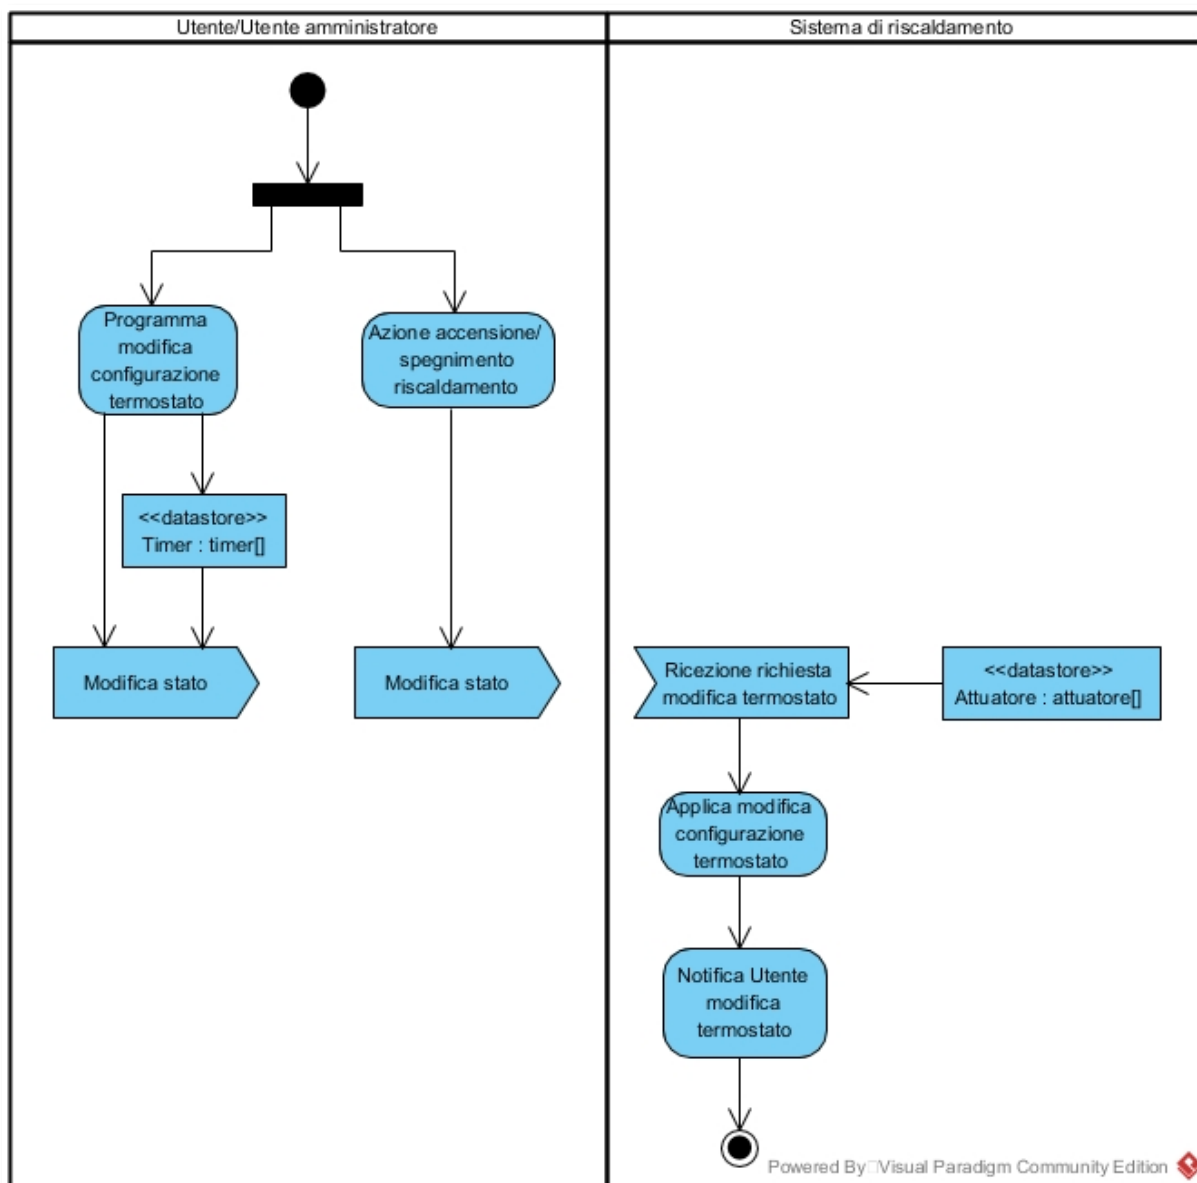 Utente/Utente amministratore
Sistema di riscaldamento
Programma
modifica
configurazione
termostato
Azione accensione/
spegnimento
riscaldamento
<<datastore>>
Timer : timer[]
Modifica stato
Modifica stato
Ricezione richiesta
modifica termostato
<<datastore>>
Attuatore : attuatore[]
Applica modifica
configurazione
termostato
Notifica Utente
modifica
termostato
Powered By Visual Paradigm Community Edition